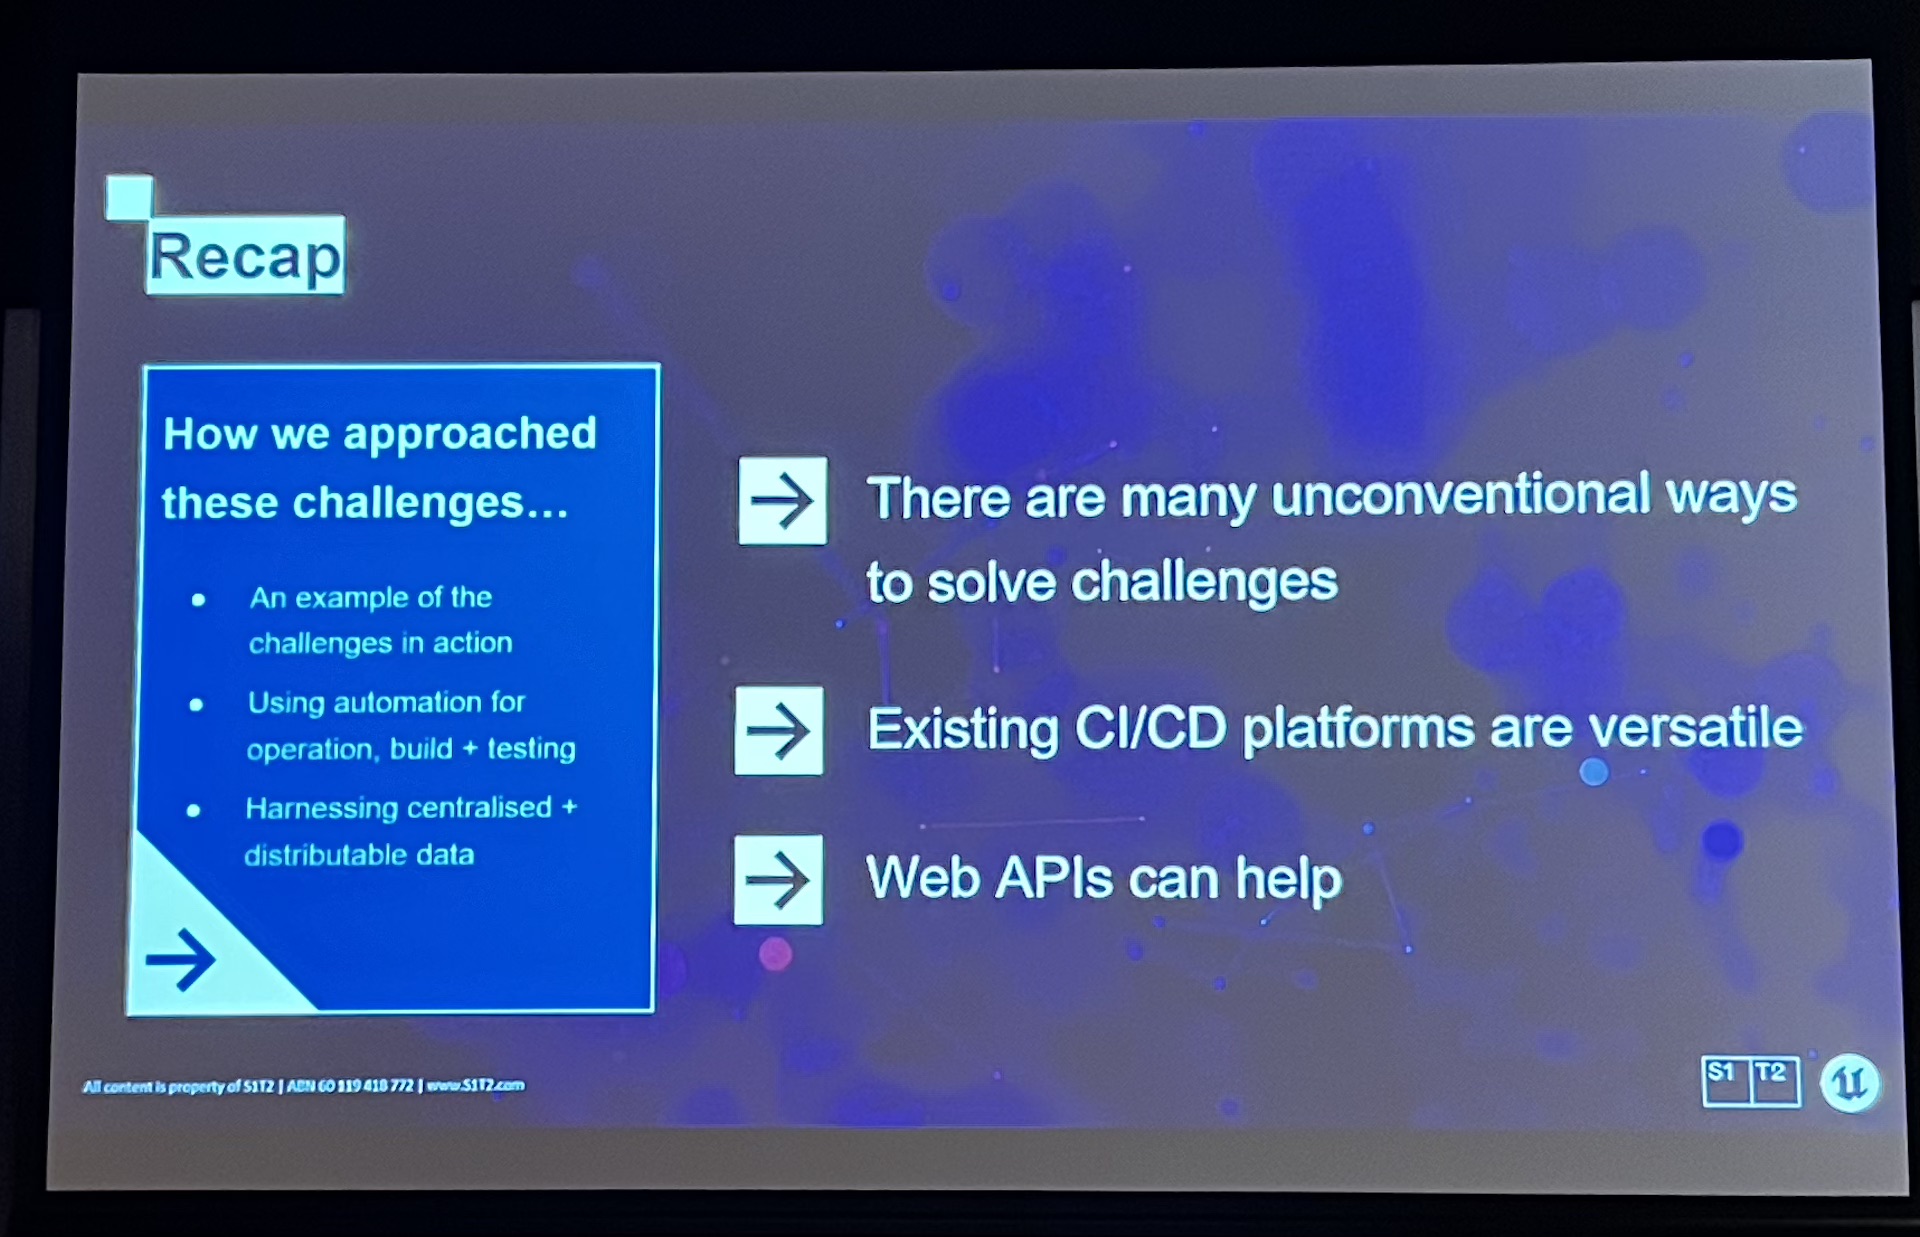 Recap
How we approached
these challenges...
• An example of the
challenges in action
• Using automation for
operation, build + testing
• Harnessing centralised +
distributable data
There are many unconventional ways
to solve challenges
Existing CI/CD platforms are versatile
Web APIs can help
All content is property of S1T2 | ABN 60 119 418 772 | www.S1T2.com
S1 T2